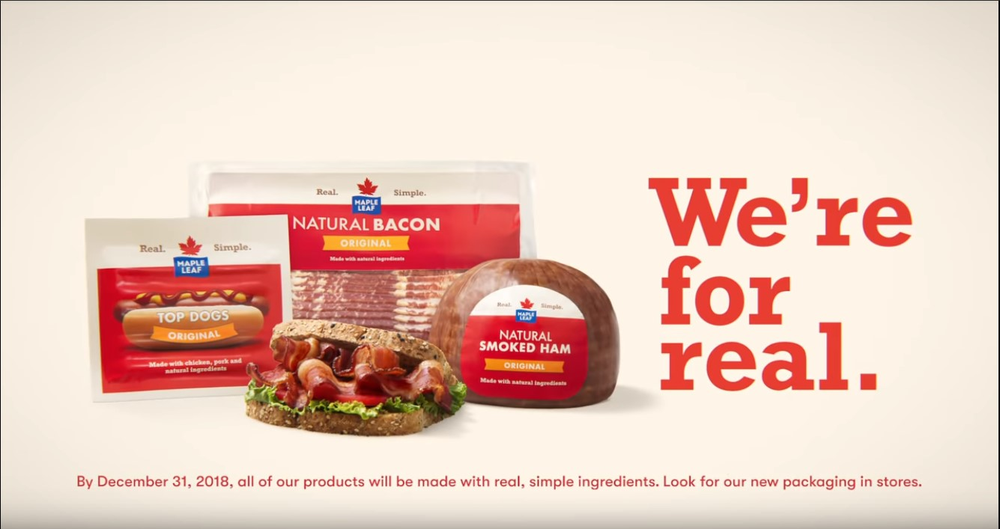 Real. Simple.
MAPLE
LEAF
NATURAL BACON
ORIGINAL
Made with natural ingredients
Real. Simple.
MAPLE
LEAF
TOP DOGS
ORIGINAL
Made with chicken, pork and
natural ingredients
Real. Simple.
MAPLE
LEAF
NATURAL
SMOKED HAM
ORIGINAL
Made with natural ingredients
We're
for
real.
By December 31, 2018, all of our products will be made with real, simple ingredients. Look for our new packaging in stores.